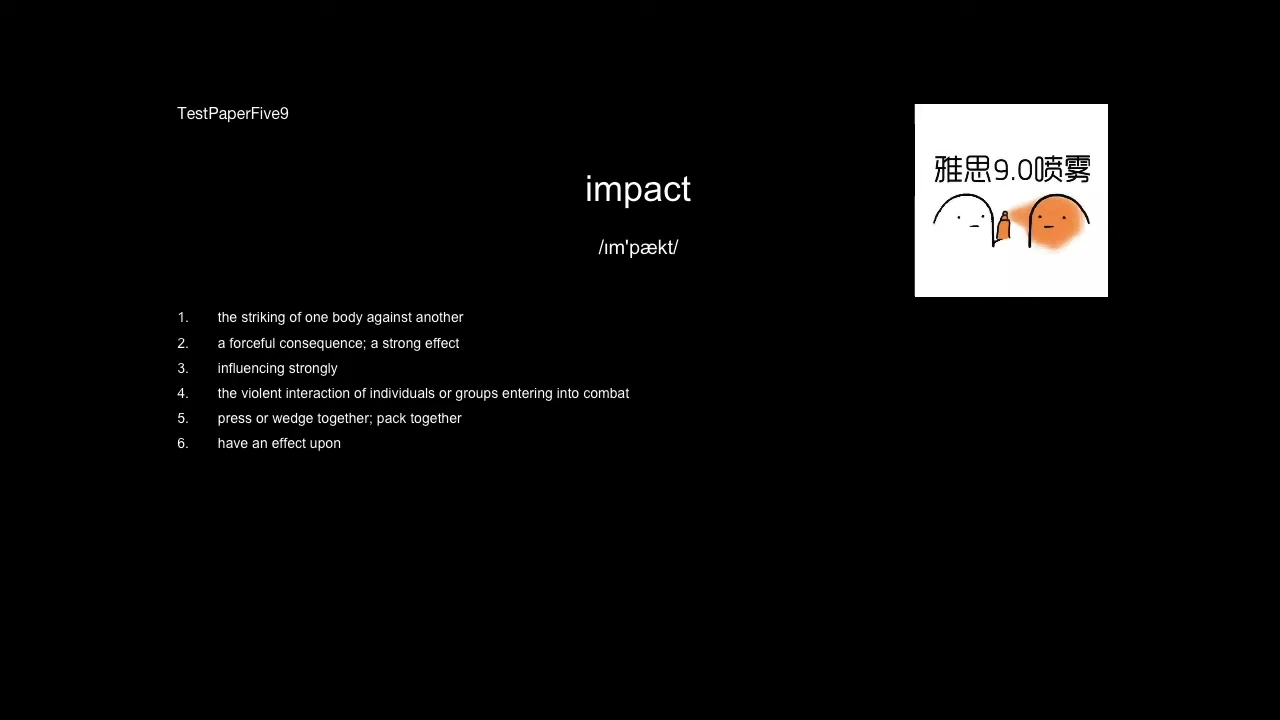 TestPaperFive9
雅思9.0喷雾
impact
/ɪm'pækt/
1. the striking of one body against another
2. a forceful consequence; a strong effect
3. influencing strongly
4. the violent interaction of individuals or groups entering into combat
5. press or wedge together; pack together
6. have an effect upon